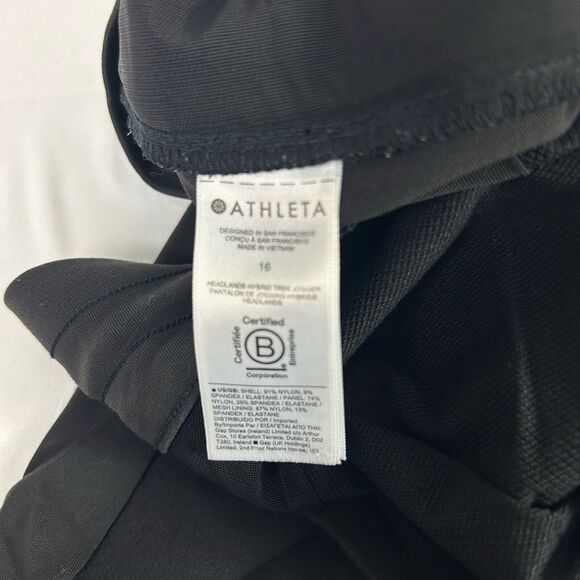 ATHLETA
DESIGNED IN SAN FRANCISCO
CONÇU À SAN FRANCISCO
MADE IN VIETNAM
16
HEADLANDS HYBRID TREK JOGGER
PANTALON DE JOGGING HYBRIDE
HEADLANDS
Certified
Certifiée
B
Entreprise
Corporation
■ US/GB: SHELL: 91% NYLON, 9%
SPANDEX / ELASTANE / PANEL: 74%
NYLON, 26% SPANDEX / ELASTANE /
MESH LINING: 87% NYLON, 13%
SPANDEX / ELASTANE
DISTRIBUIDO POR / Imported
By/Importe Par / ΕΙΣΑΓΕΤΑΙ ΑΠΟ ΤΗΝ:
Gap Stores (Ireland) Limited c/o Arthur
Cox, 10 Earlsfort Terrace, Dublin 2, D02
T380, Ireland ■ Gap (UK Holdings)
Limited, 2nd Floor Nations House, 103